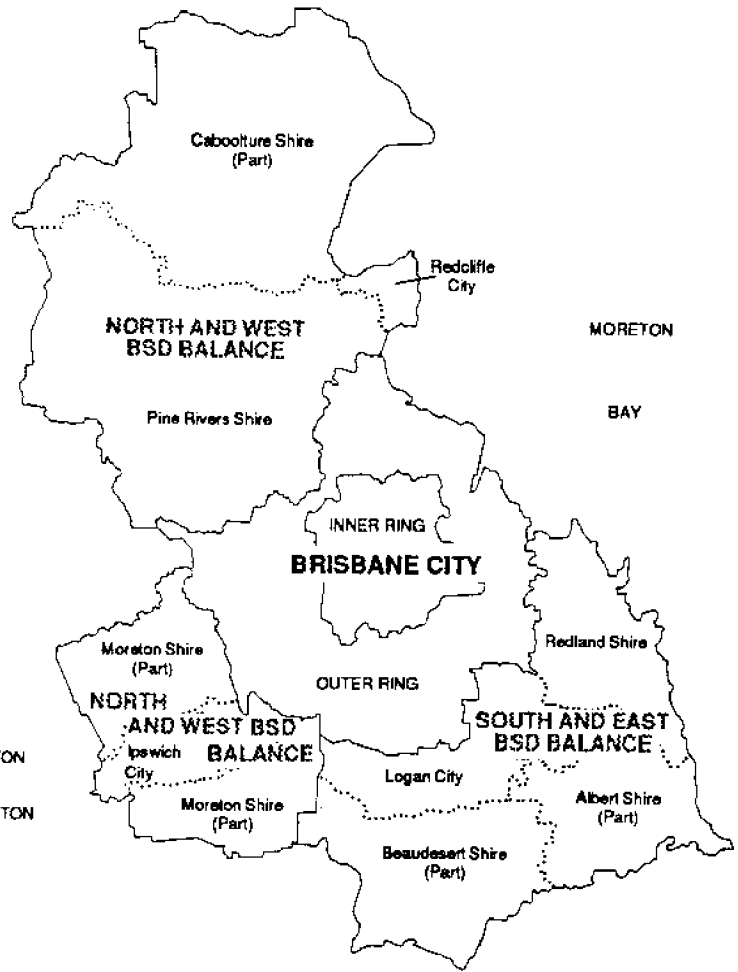 Caboolture Shire
(Part)
Redcliffe
City
NORTH AND WEST
BSD BALANCE
MORETON
BAY
Pine Rivers Shire
INNER RING
BRISBANE CITY
Moreton Shire
(Part)
Redland Shire
OUTER RING
NORTH
AND WEST BSD
BALANCE
SOUTH AND EAST
BSD BALANCE
Ipswich
City
ON
Logan City
TON
Moreton Shire
(Part)
Albert Shire
(Part)
Beaudesert Shire
(Part)